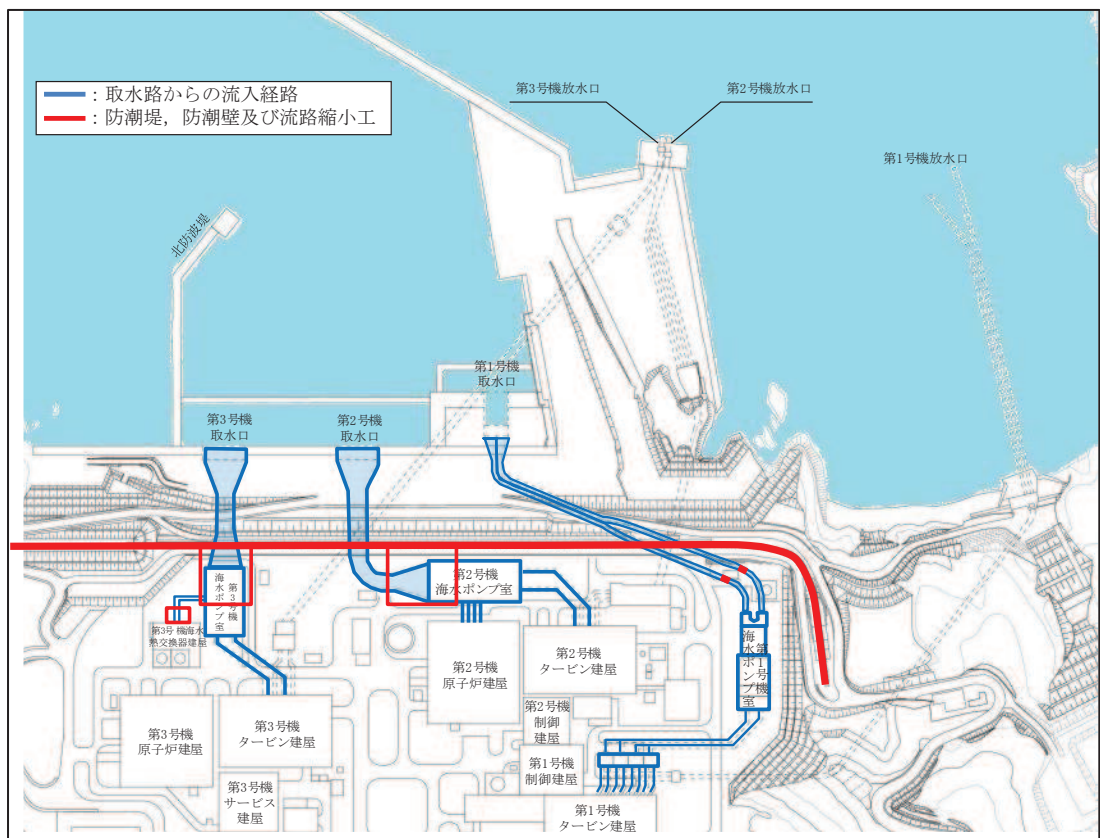 ：取水路からの流入経路
：防潮堤，防潮壁及び流路縮小工
第3号機放水口
第2号機放水口
第1号機放水口
北防波堤
第1号機
取水口
第3号機
取水口
第2号機
取水口
第3号機
海水ポンプ室
第2号機
海水ポンプ室
第1号機
海水ポンプ室
第3号機海水
熱交換器建屋
第2号機
原子炉建屋
第2号機
タービン建屋
第2号機
制御
建屋
第3号機
原子炉建屋
第3号機
タービン建屋
第1号機
制御建屋
第3号機
サービス
建屋
第1号機
タービン建屋